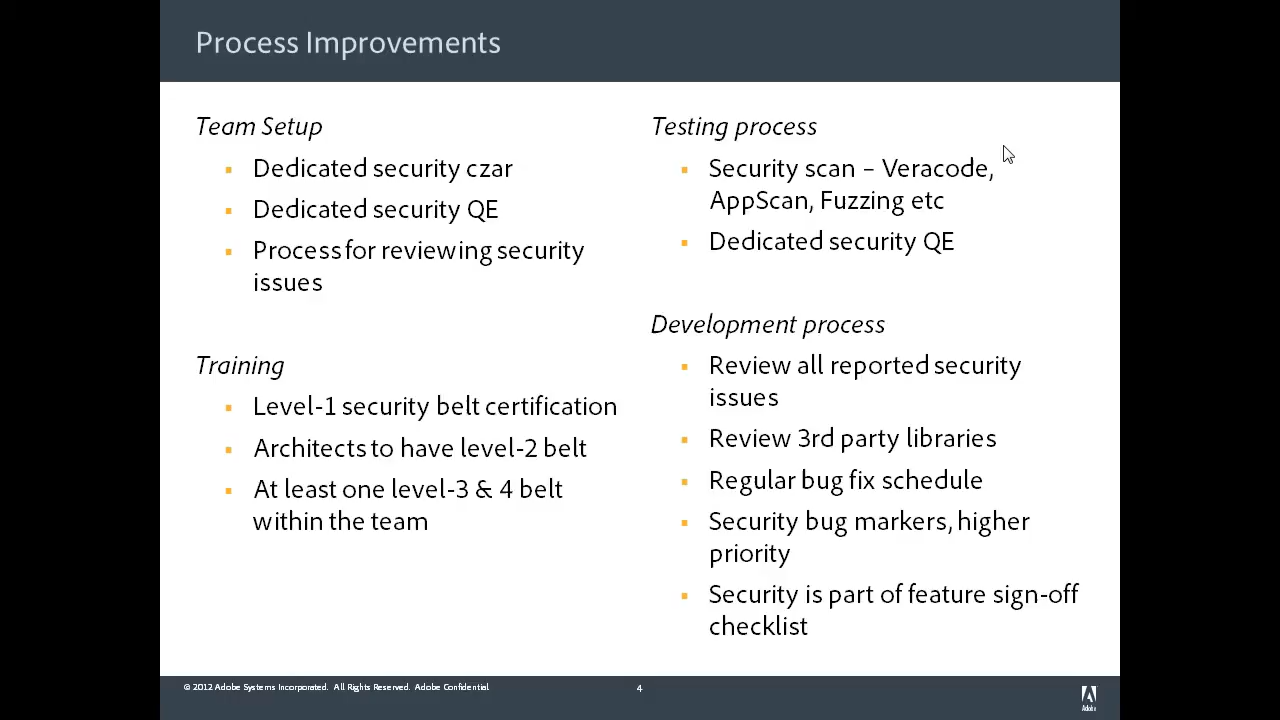 Process Improvements
Team Setup
Dedicated security czar
Dedicated security QE
Process for reviewing security
issues
Training
Level-1 security belt certification
Architects to have level-2 belt
At least one level-3 & 4 belt
within the team
Testing process
Security scan – Veracode,
AppScan, Fuzzing etc
Dedicated security QE
Development process
Review all reported security
issues
Review 3rd party libraries
Regular bug fix schedule
Security bug markers, higher
priority
Security is part of feature sign-off
checklist
© 2012 Adobe Systems Incorporated. All Rights Reserved. Adobe Confidential
4
Adobe